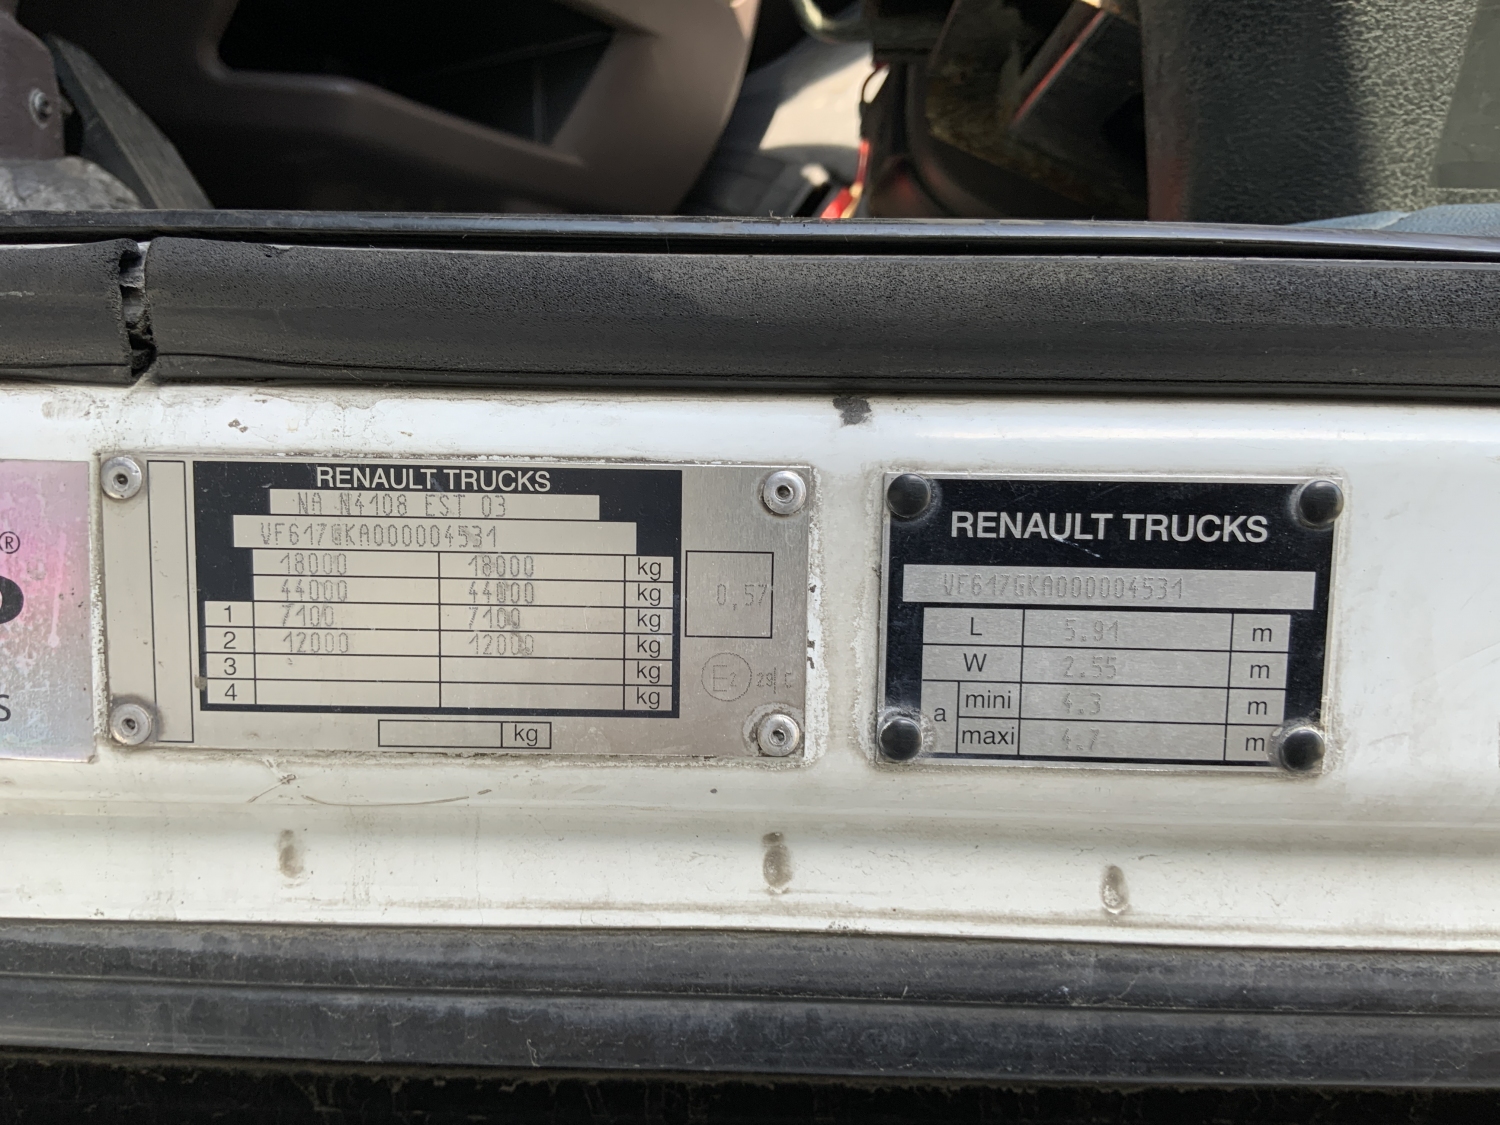 ®
S
RENAULT TRUCKS
NA N4108 EST 03
VF617GKA000004531
18000 18000 kg
44000 44000 kg
1 7100 7100 kg
2 12000 12000 kg
3 kg
4 kg
kg
0,57
E2
RENAULT TRUCKS
VF617GKA000004531
L 5.91 m
W 2.55 m
a mini 4.3 m
maxi 4.7 m